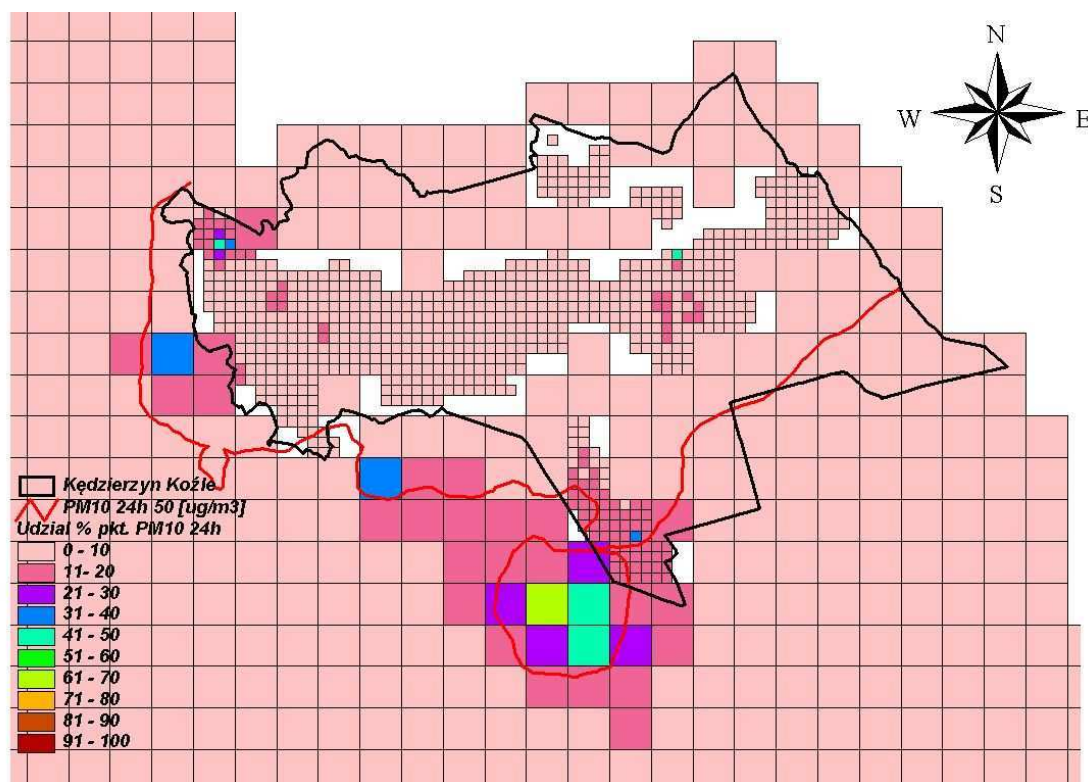 N
W E
S
Kędzierzyn Koźle
PM10 24h 50 [ug/m3]
Udzial % pkt. PM10 24h
0 - 10
11- 20
21 - 30
31 - 40
41 - 50
51 - 60
61 - 70
71 - 80
81 - 90
91 - 100